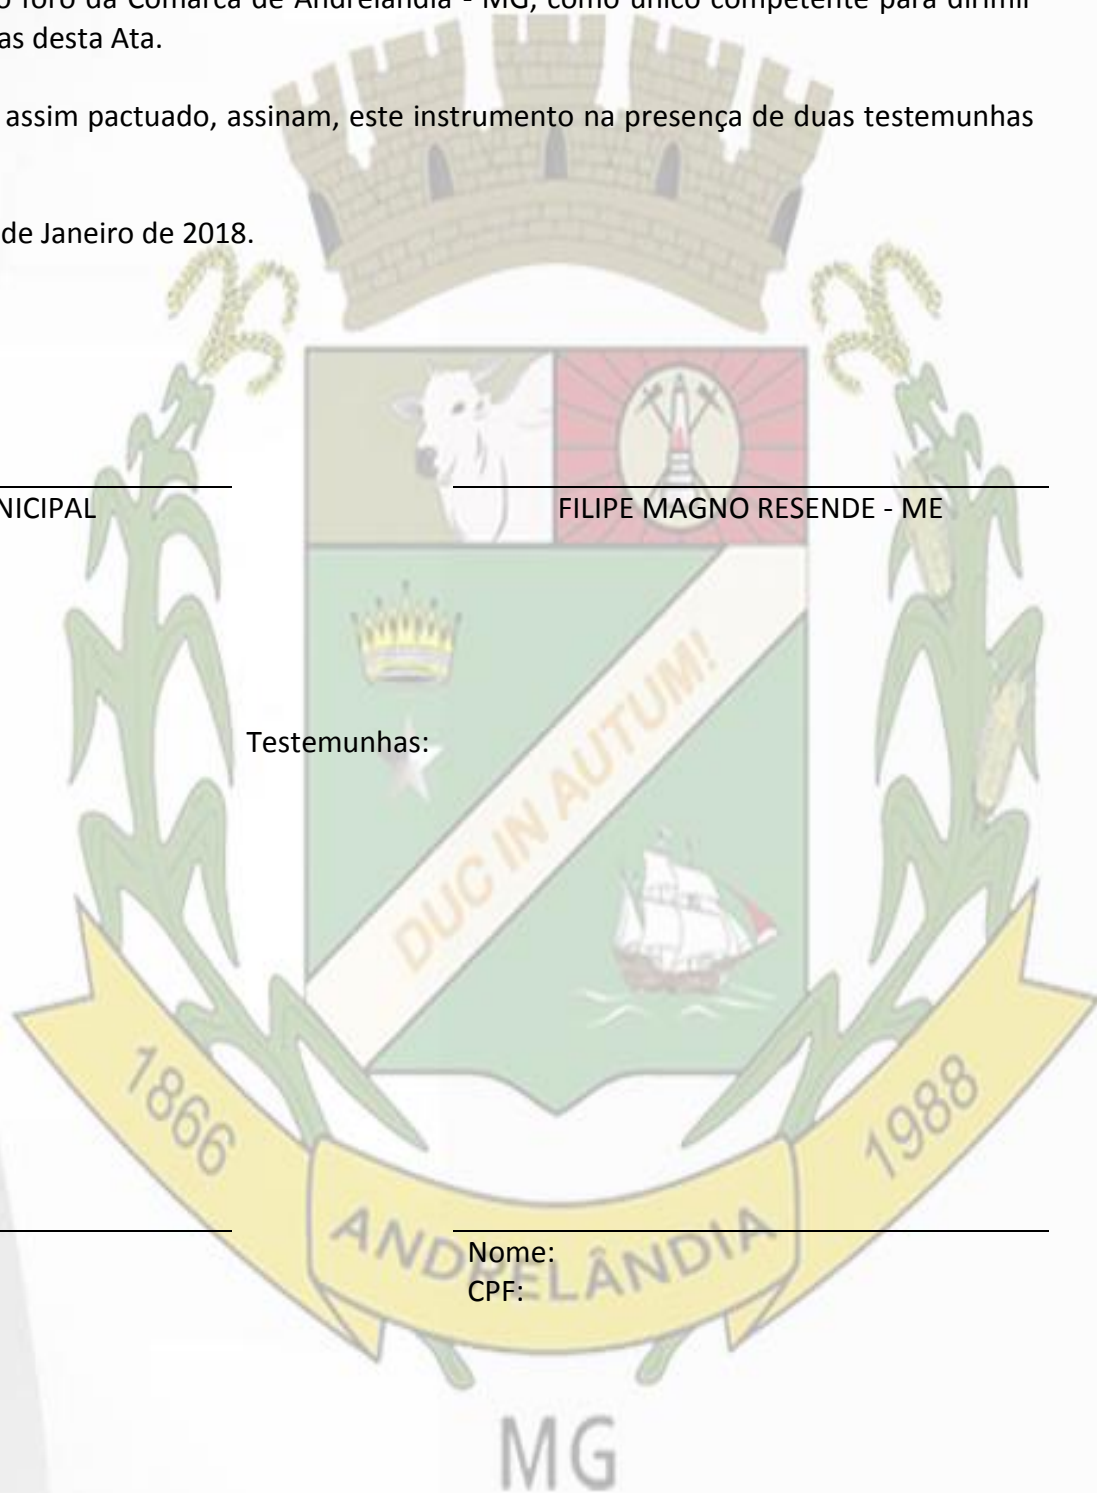 o foro da Comarca de Andrelândia - MG, como único competente para dirimir
as desta Ata.
assim pactuado, assinam, este instrumento na presença de duas testemunhas
de Janeiro de 2018.
NICIPAL
FILIPE MAGNO RESENDE - ME
Testemunhas:
DUC IN AUTUM!
1866
1988
ANDRELÂNDIA
Nome:
CPF:
MG